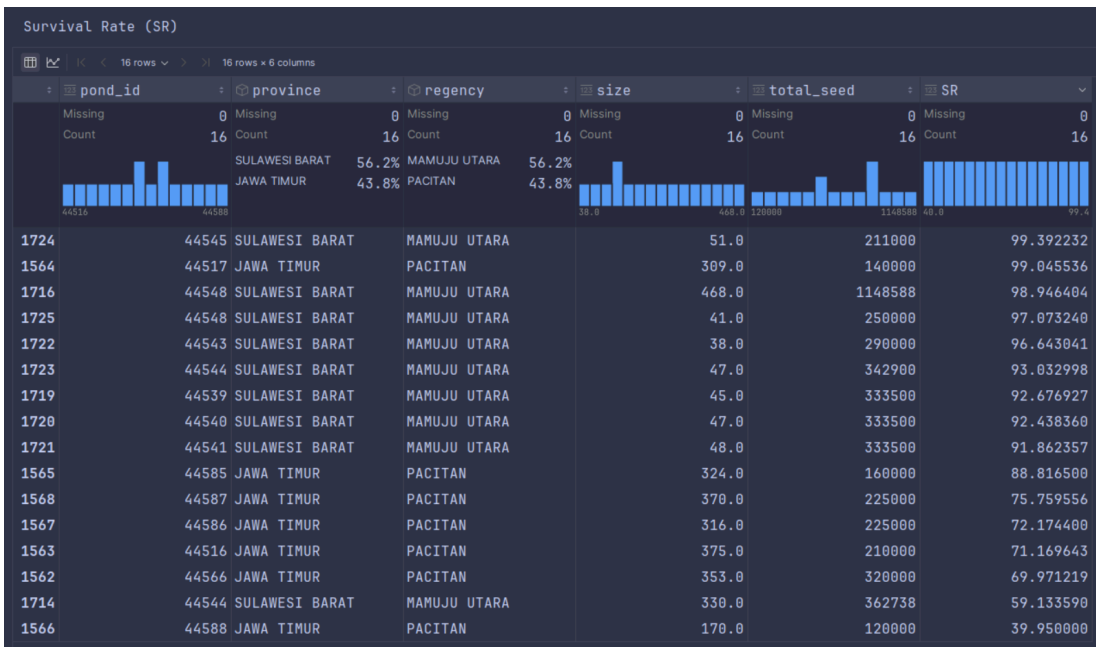 Survival Rate (SR)
16 rows 16 rows × 6 columns
pond_id province regency size total_seed SR
Missing 0 Missing 0 Missing 0 Missing 0 Missing 0 Missing 0
Count 16 Count 16 Count 16 Count 16 Count 16 Count 16
SULAWESI BARAT 56.2% MAMUJU UTARA 56.2%
JAWA TIMUR 43.8% PACITAN 43.8%
44516 44588 38.0 468.0 120000 1148588 40.0 99.4
1724 44545 SULAWESI BARAT MAMUJU UTARA 51.0 211000 99.392232
1564 44517 JAWA TIMUR PACITAN 309.0 140000 99.045536
1716 44548 SULAWESI BARAT MAMUJU UTARA 468.0 1148588 98.946404
1725 44548 SULAWESI BARAT MAMUJU UTARA 41.0 250000 97.073240
1722 44543 SULAWESI BARAT MAMUJU UTARA 38.0 290000 96.643041
1723 44544 SULAWESI BARAT MAMUJU UTARA 47.0 342900 93.032998
1719 44539 SULAWESI BARAT MAMUJU UTARA 45.0 333500 92.676927
1720 44540 SULAWESI BARAT MAMUJU UTARA 47.0 333500 92.438360
1721 44541 SULAWESI BARAT MAMUJU UTARA 48.0 333500 91.862357
1565 44585 JAWA TIMUR PACITAN 324.0 160000 88.816500
1568 44587 JAWA TIMUR PACITAN 370.0 225000 75.759556
1567 44586 JAWA TIMUR PACITAN 316.0 225000 72.174400
1563 44516 JAWA TIMUR PACITAN 375.0 210000 71.169643
1562 44566 JAWA TIMUR PACITAN 353.0 320000 69.971219
1714 44544 SULAWESI BARAT MAMUJU UTARA 330.0 362738 59.133590
1566 44588 JAWA TIMUR PACITAN 170.0 120000 39.950000